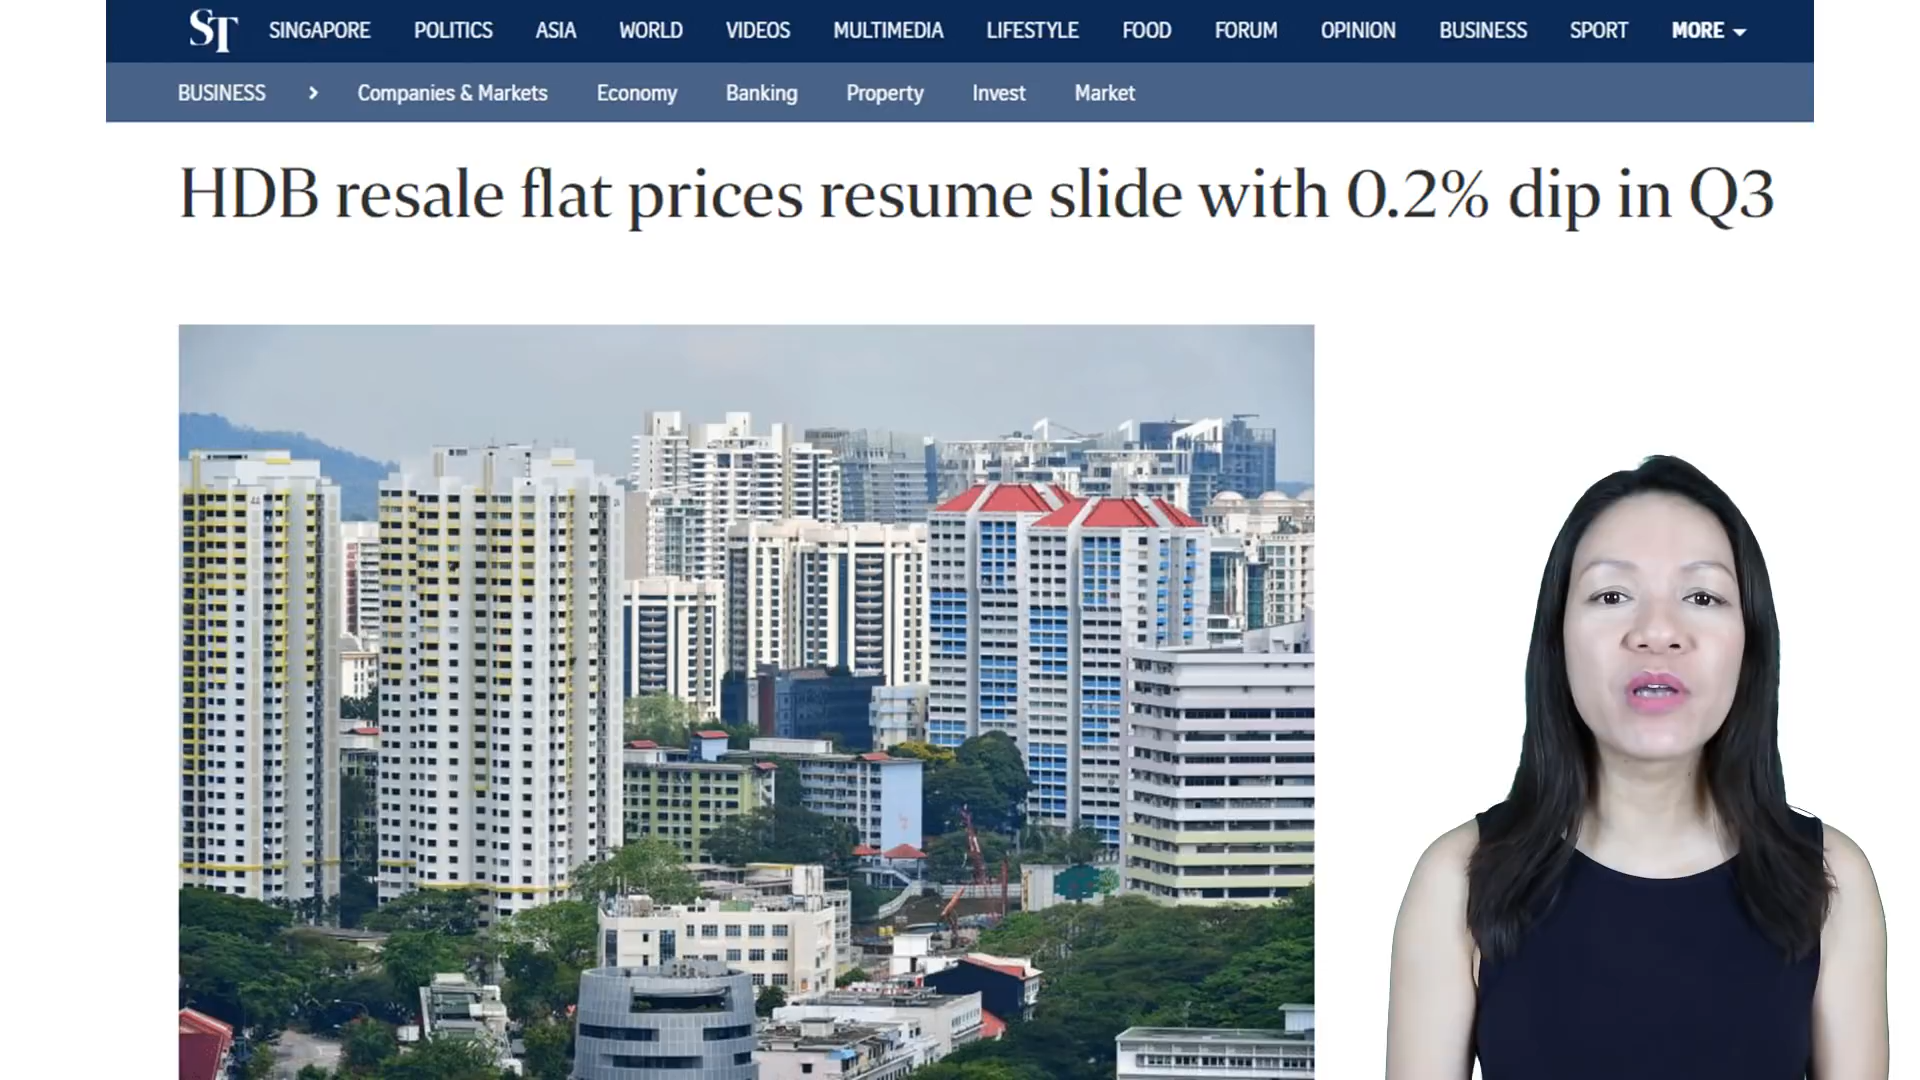 ST SINGAPORE POLITICS ASIA WORLD VIDEOS MULTIMEDIA LIFESTYLE FOOD FORUM OPINION BUSINESS SPORT MORE
BUSINESS > Companies & Markets Economy Banking Property Invest Market
HDB resale flat prices resume slide with 0.2% dip in Q3